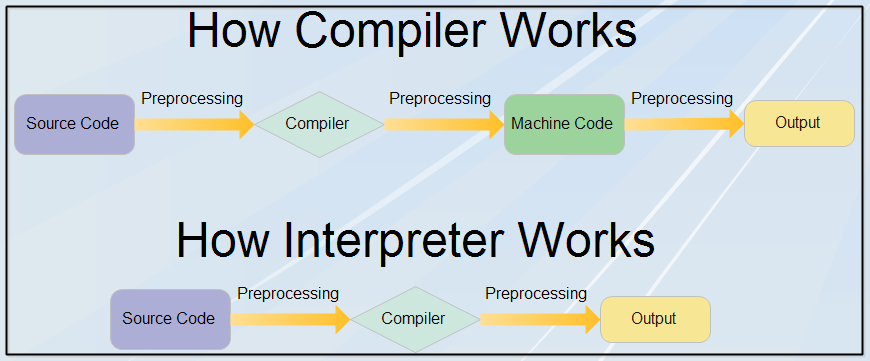 How Compiler Works
Preprocessing Preprocessing Preprocessing
Source Code Compiler Machine Code Output
How Interpreter Works
Preprocessing Preprocessing
Source Code Compiler Output